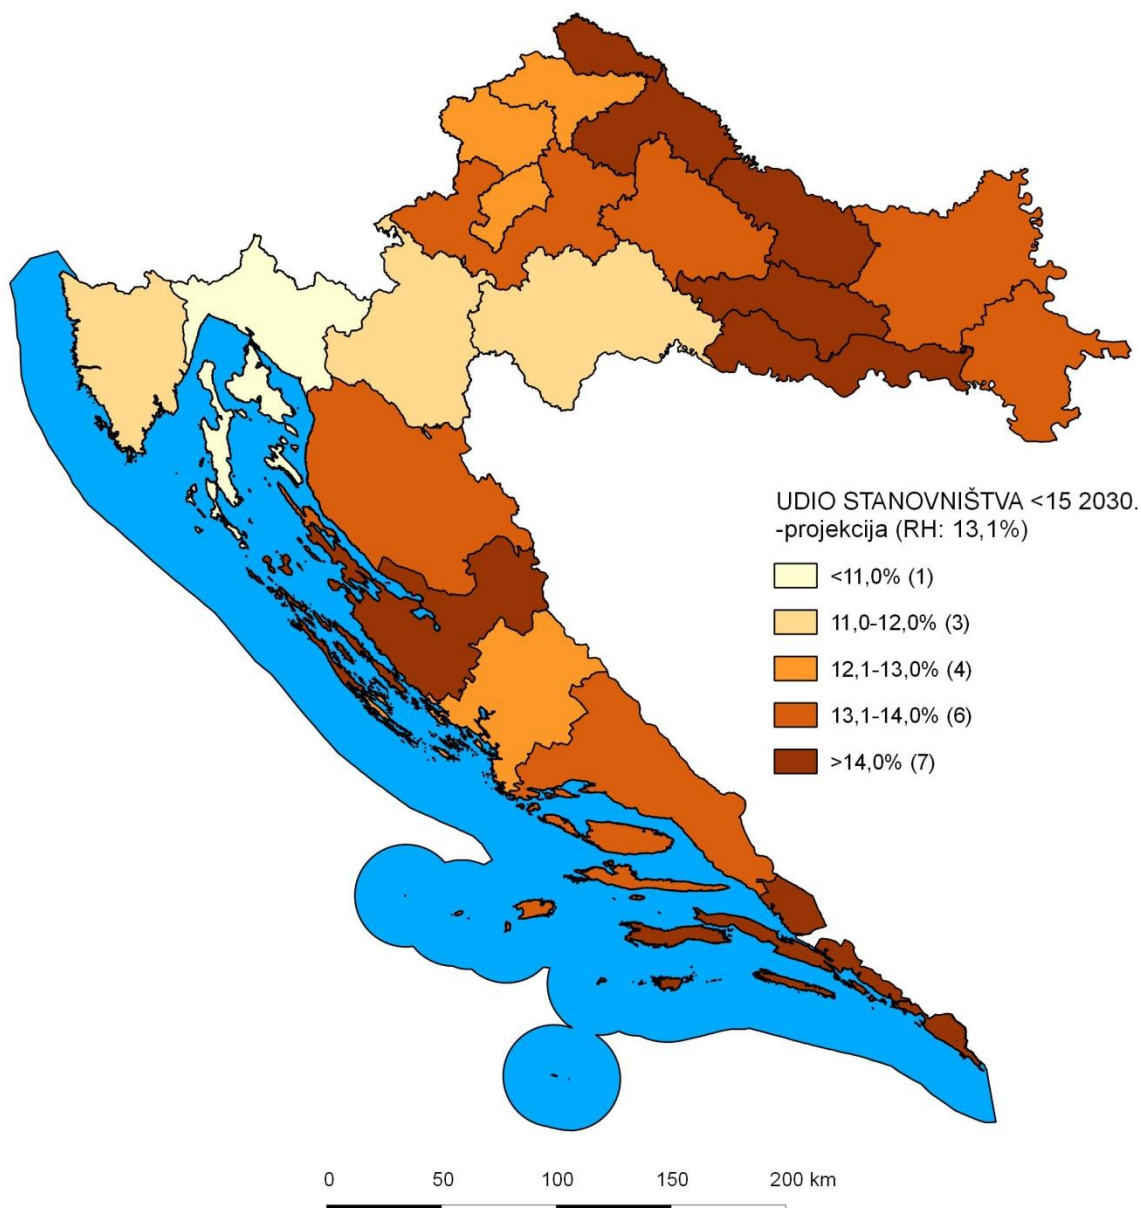 UDIO STANOVNIŠTVA <15 2030.
-projekcija (RH: 13,1%)
<11,0% (1)
11,0-12,0% (3)
12,1-13,0% (4)
13,1-14,0% (6)
>14,0% (7)
0 50 100 150 200 km